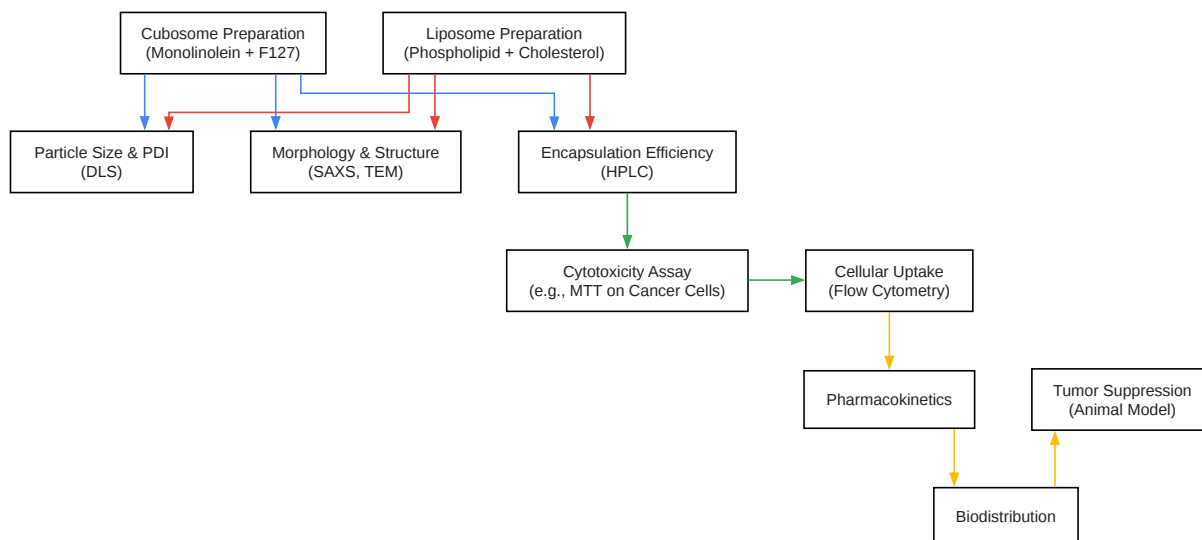 Cubosome Preparation
(Monolinolein + F127)
Liposome Preparation
(Phospholipid + Cholesterol)
Particle Size & PDI
(DLS)
Morphology & Structure
(SAXS, TEM)
Encapsulation Efficiency
(HPLC)
Cytotoxicity Assay
(e.g., MTT on Cancer Cells)
Cellular Uptake
(Flow Cytometry)
Pharmacokinetics
Tumor Suppression
(Animal Model)
Biodistribution